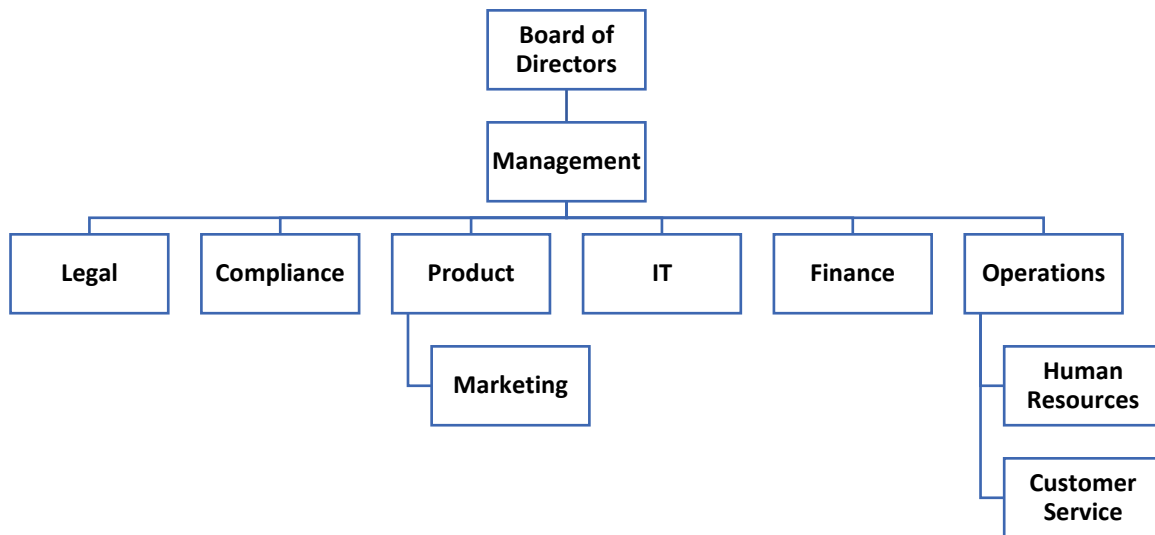 Board of
Directors
Management
Legal
Compliance
Product
IT
Finance
Operations
Marketing
Human
Resources
Customer
Service